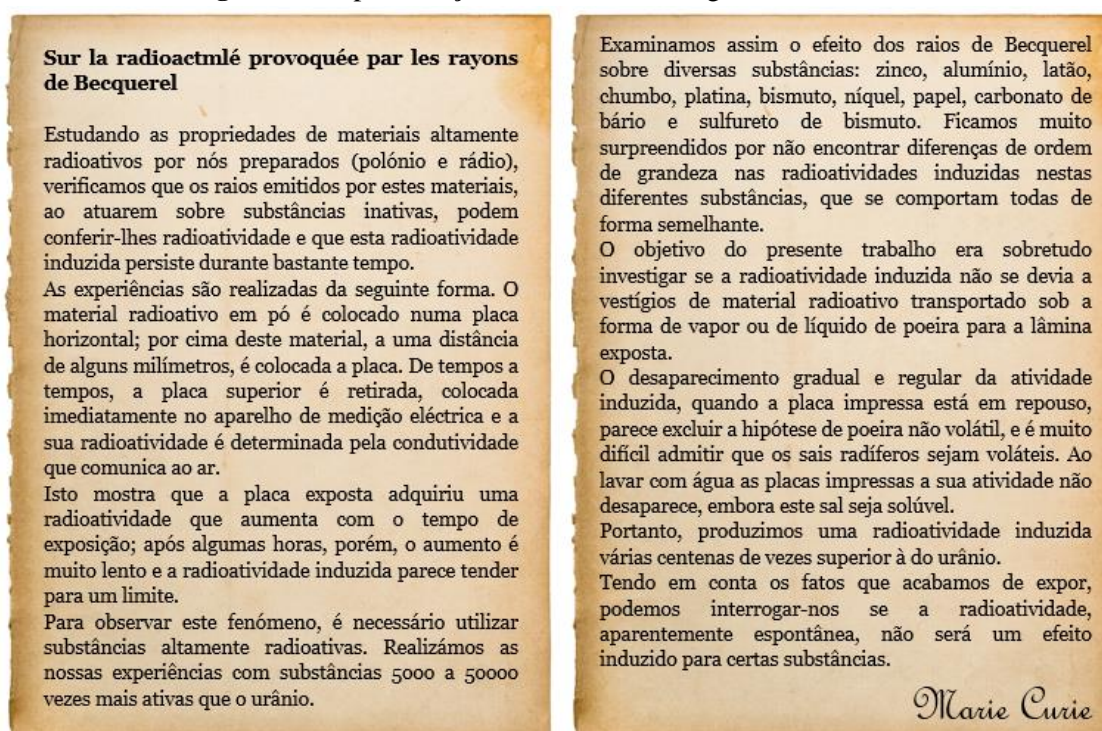 Sur la radioactmlé provoquée par les rayons
de Becquerel
Estudando as propriedades de materiais altamente
radioativos por nós preparados (polónio e rádio),
verificamos que os raios emitidos por estes materiais,
ao atuarem sobre substâncias inativas, podem
conferir-lhes radioatividade e que esta radioatividade
induzida persiste durante bastante tempo.
As experiências são realizadas da seguinte forma. O
material radioativo em pó é colocado numa placa
horizontal; por cima deste material, a uma distância
de alguns milímetros, é colocada a placa. De tempos a
tempos, a placa superior é retirada, colocada
imediatamente no aparelho de medição eléctrica e a
sua radioatividade é determinada pela condutividade
que comunica ao ar.
Isto mostra que a placa exposta adquiriu uma
radioatividade que aumenta com o tempo de
exposição; após algumas horas, porém, o aumento é
muito lento e a radioatividade induzida parece tender
para um limite.
Para observar este fenómeno, é necessário utilizar
substâncias altamente radioativas. Realizámos as
nossas experiências com substâncias 5000 a 50000
vezes mais ativas que o urânio.
Examinamos assim o efeito dos raios de Becquerel
sobre diversas substâncias: zinco, alumínio, latão,
chumbo, platina, bismuto, níquel, papel, carbonato de
bário e sulfureto de bismuto. Ficamos muito
surpreendidos por não encontrar diferenças de ordem
de grandeza nas radioatividades induzidas nestas
diferentes substâncias, que se comportam todas de
forma semelhante.
O objetivo do presente trabalho era sobretudo
investigar se a radioatividade induzida não se devia a
vestígios de material radioativo transportado sob a
forma de vapor ou de líquido de poeira para a lâmina
exposta.
O desaparecimento gradual e regular da atividade
induzida, quando a placa impressa está em repouso,
parece excluir a hipótese de poeira não volátil, e é muito
difícil admitir que os sais radíferos sejam voláteis. Ao
lavar com água as placas impressas a sua atividade não
desaparece, embora este sal seja solúvel.
Portanto, produzimos uma radioatividade induzida
várias centenas de vezes superior à do urânio.
Tendo em conta os fatos que acabamos de expor,
podemos interrogar-nos se a radioatividade,
aparentemente espontânea, não será um efeito
induzido para certas substâncias.
Marie Curie